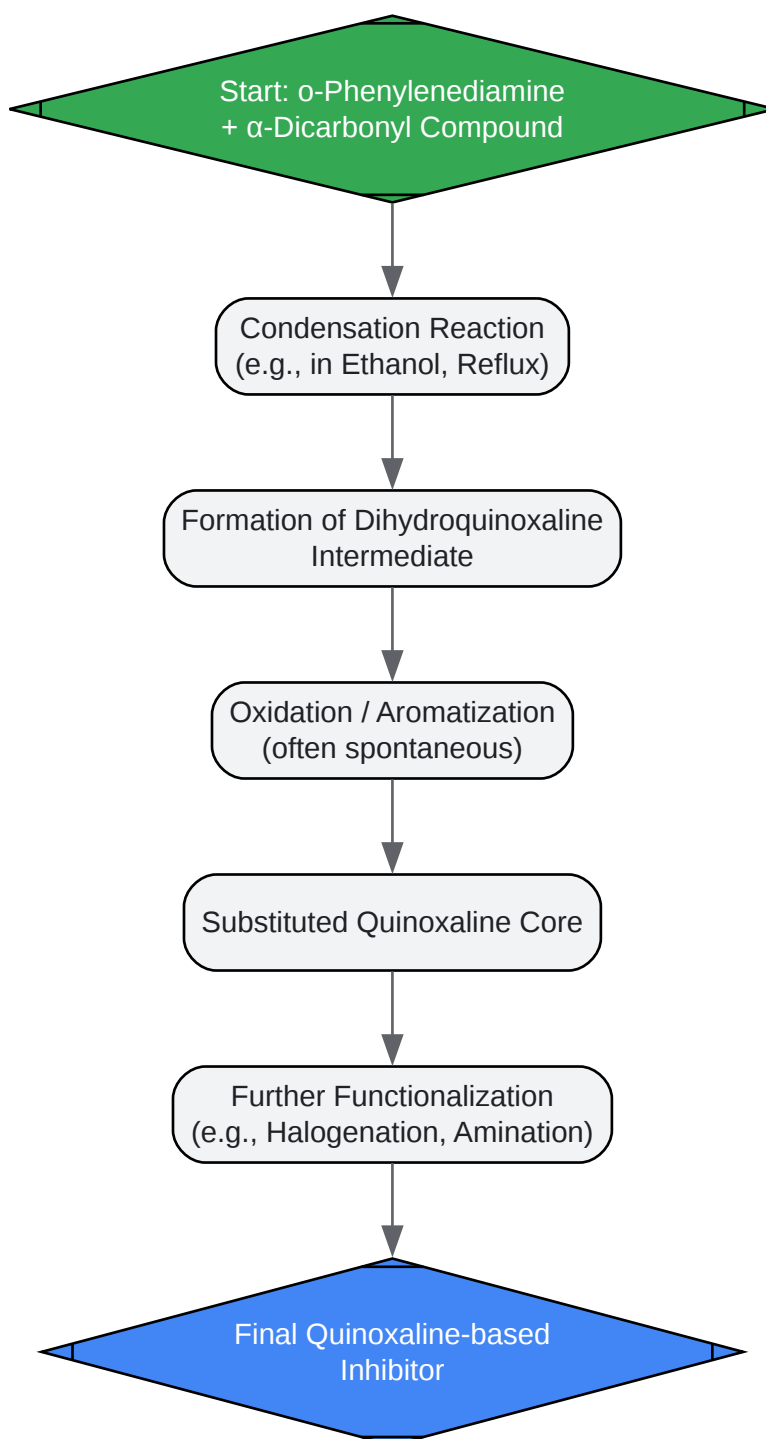 Start: o-Phenylenediamine
+ α-Dicarbonyl Compound
Condensation Reaction
(e.g., in Ethanol, Reflux)
Formation of Dihydroquinoxaline
Intermediate
Oxidation / Aromatization
(often spontaneous)
Substituted Quinoxaline Core
Further Functionalization
(e.g., Halogenation, Amination)
Final Quinoxaline-based
Inhibitor